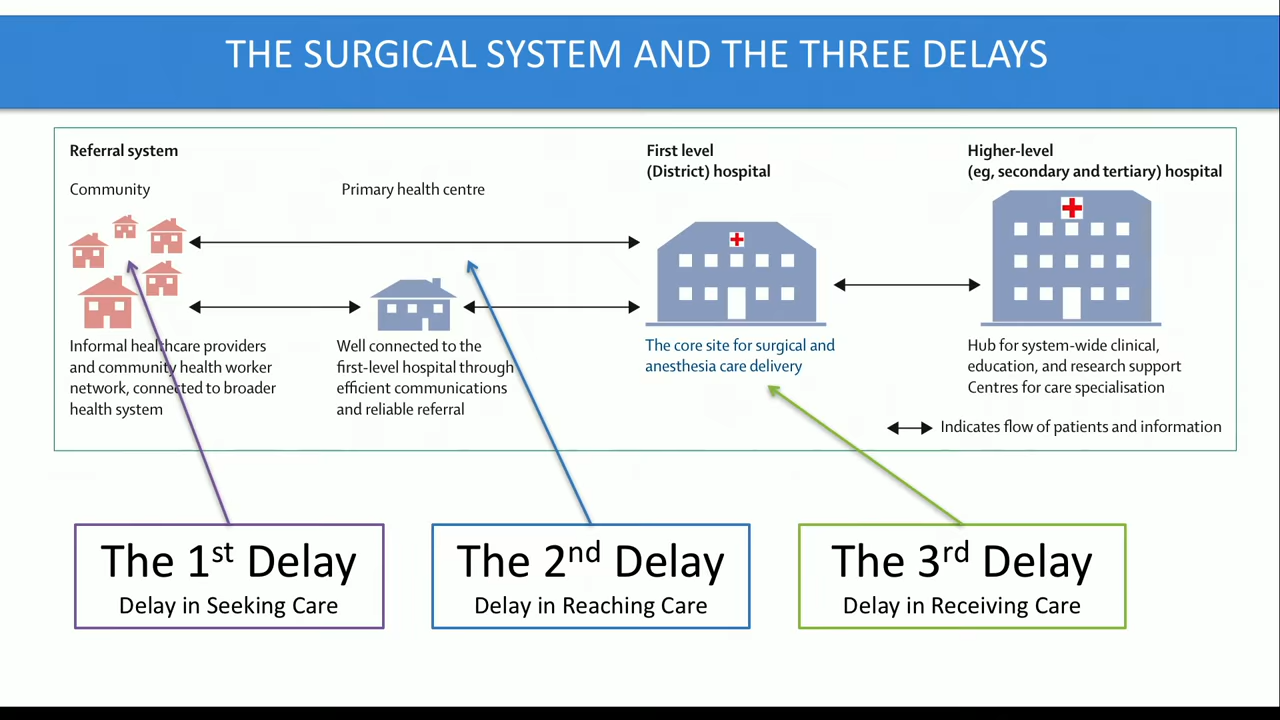 THE SURGICAL SYSTEM AND THE THREE DELAYS
Referral system
Community
Primary health centre
First level
(District) hospital
Higher-level
(eg, secondary and tertiary) hospital
Informal healthcare providers
and community health worker
network, connected to broader
health system
Well connected to the
first-level hospital through
efficient communications
and reliable referral
The core site for surgical and
anesthesia care delivery
Hub for system-wide clinical,
education, and research support
Centres for care specialisation
Indicates flow of patients and information
The 1st Delay
Delay in Seeking Care
The 2nd Delay
Delay in Reaching Care
The 3rd Delay
Delay in Receiving Care